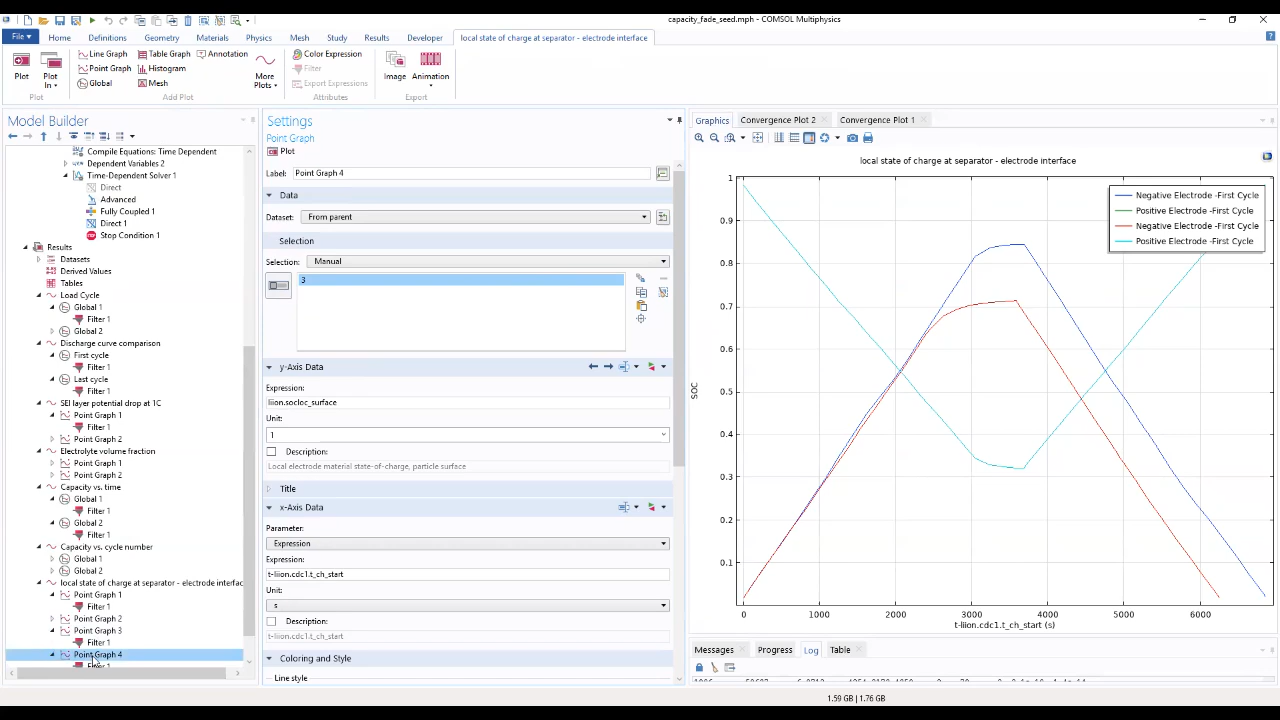 capacity_fade_seed.mph - COMSOL Multiphysics
File Home Definitions Geometry Materials Physics Mesh Study Results Developer local state of charge at separator - electrode interface
Plot
Plot In
Plot
Line Graph Table Graph Annotation
Point Graph Histogram
Global Mesh
More Plots
Add Plot
Color Expression
Filter
Export Expressions
Attributes
Image
Animation
Export
Model Builder
Compile Equations: Time Dependent
Dependent Variables 2
Time-Dependent Solver 1
Direct
Advanced
Fully Coupled 1
Direct 1
Stop Condition 1
Results
Datasets
Derived Values
Tables
Load Cycle
Global 1
Filter 1
Global 2
Discharge curve comparison
First cycle
Filter 1
Last cycle
Filter 1
SEI layer potential drop at 1C
Point Graph 1
Filter 1
Point Graph 2
Electrolyte volume fraction
Point Graph 1
Point Graph 2
Capacity vs. time
Global 1
Filter 1
Global 2
Filter 1
Capacity vs. cycle number
Global 1
Global 2
local state of charge at separator - electrode interfac
Point Graph 1
Filter 1
Point Graph 2
Point Graph 3
Filter 1
Point Graph 4
Filter 1
Settings
Point Graph
Plot
Label: Point Graph 4
Data
Dataset: From parent
Selection
Selection: Manual
3
y-Axis Data
Expression:
liion.socloc_surface
Unit:
1
Description:
Local electrode material state-of-charge, particle surface
Title
x-Axis Data
Parameter:
Expression
Expression:
t-liion.cdc1.t_ch_start
Unit:
s
Description:
t-liion.cdc1.t_ch_start
Coloring and Style
Line style
Graphics Convergence Plot 2 Convergence Plot 1
local state of charge at separator - electrode interface
1
0.9
0.8
0.7
0.6
0.5
0.4
0.3
0.2
0.1
SOC
Negative Electrode -First Cycle
Positive Electrode -First Cycle
Negative Electrode -First Cycle
Positive Electrode -First Cycle
0 1000 2000 3000 4000 5000 6000
t-liion.cdc1.t_ch_start (s)
Messages Progress Log Table
1.59 GB | 1.76 GB